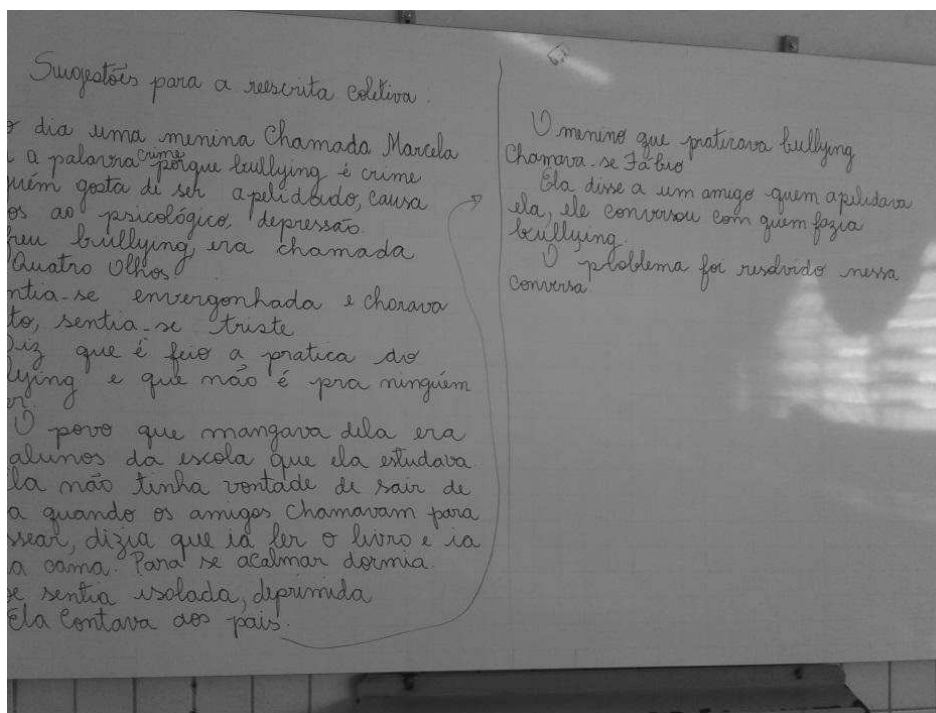 Sugestões para a reescrita coletiva.
dia uma menina Chamada Marcela
a palavra crime porque bullying é crime
guém gosta de ser apelidado, causa
os ao psicológico, depressão.
freu bullying, era chamada
Quatro Olhos
ntia-se envergonhada e chorava
to, sentia-se triste
Diz que é feio a pratica do
lying e que não é pra ninguém
er.
O povo que mangava dela era
alunos da escola que ela estudava.
la não tinha vontade de sair de
a quando os amigos chamavam para
ssear, dizia que ia ler o livro e ia
a cama. Para se acalmar dormia.
se sentia isolada, deprimida
Ela Contava aos pais.
O menino que praticava bullying
Chamava-se Fábio
Ela disse a um amigo quem apelidava
ela, ele conversou com quem fazia
bullying.
O ploblema foi resolvido nessa
conversa.